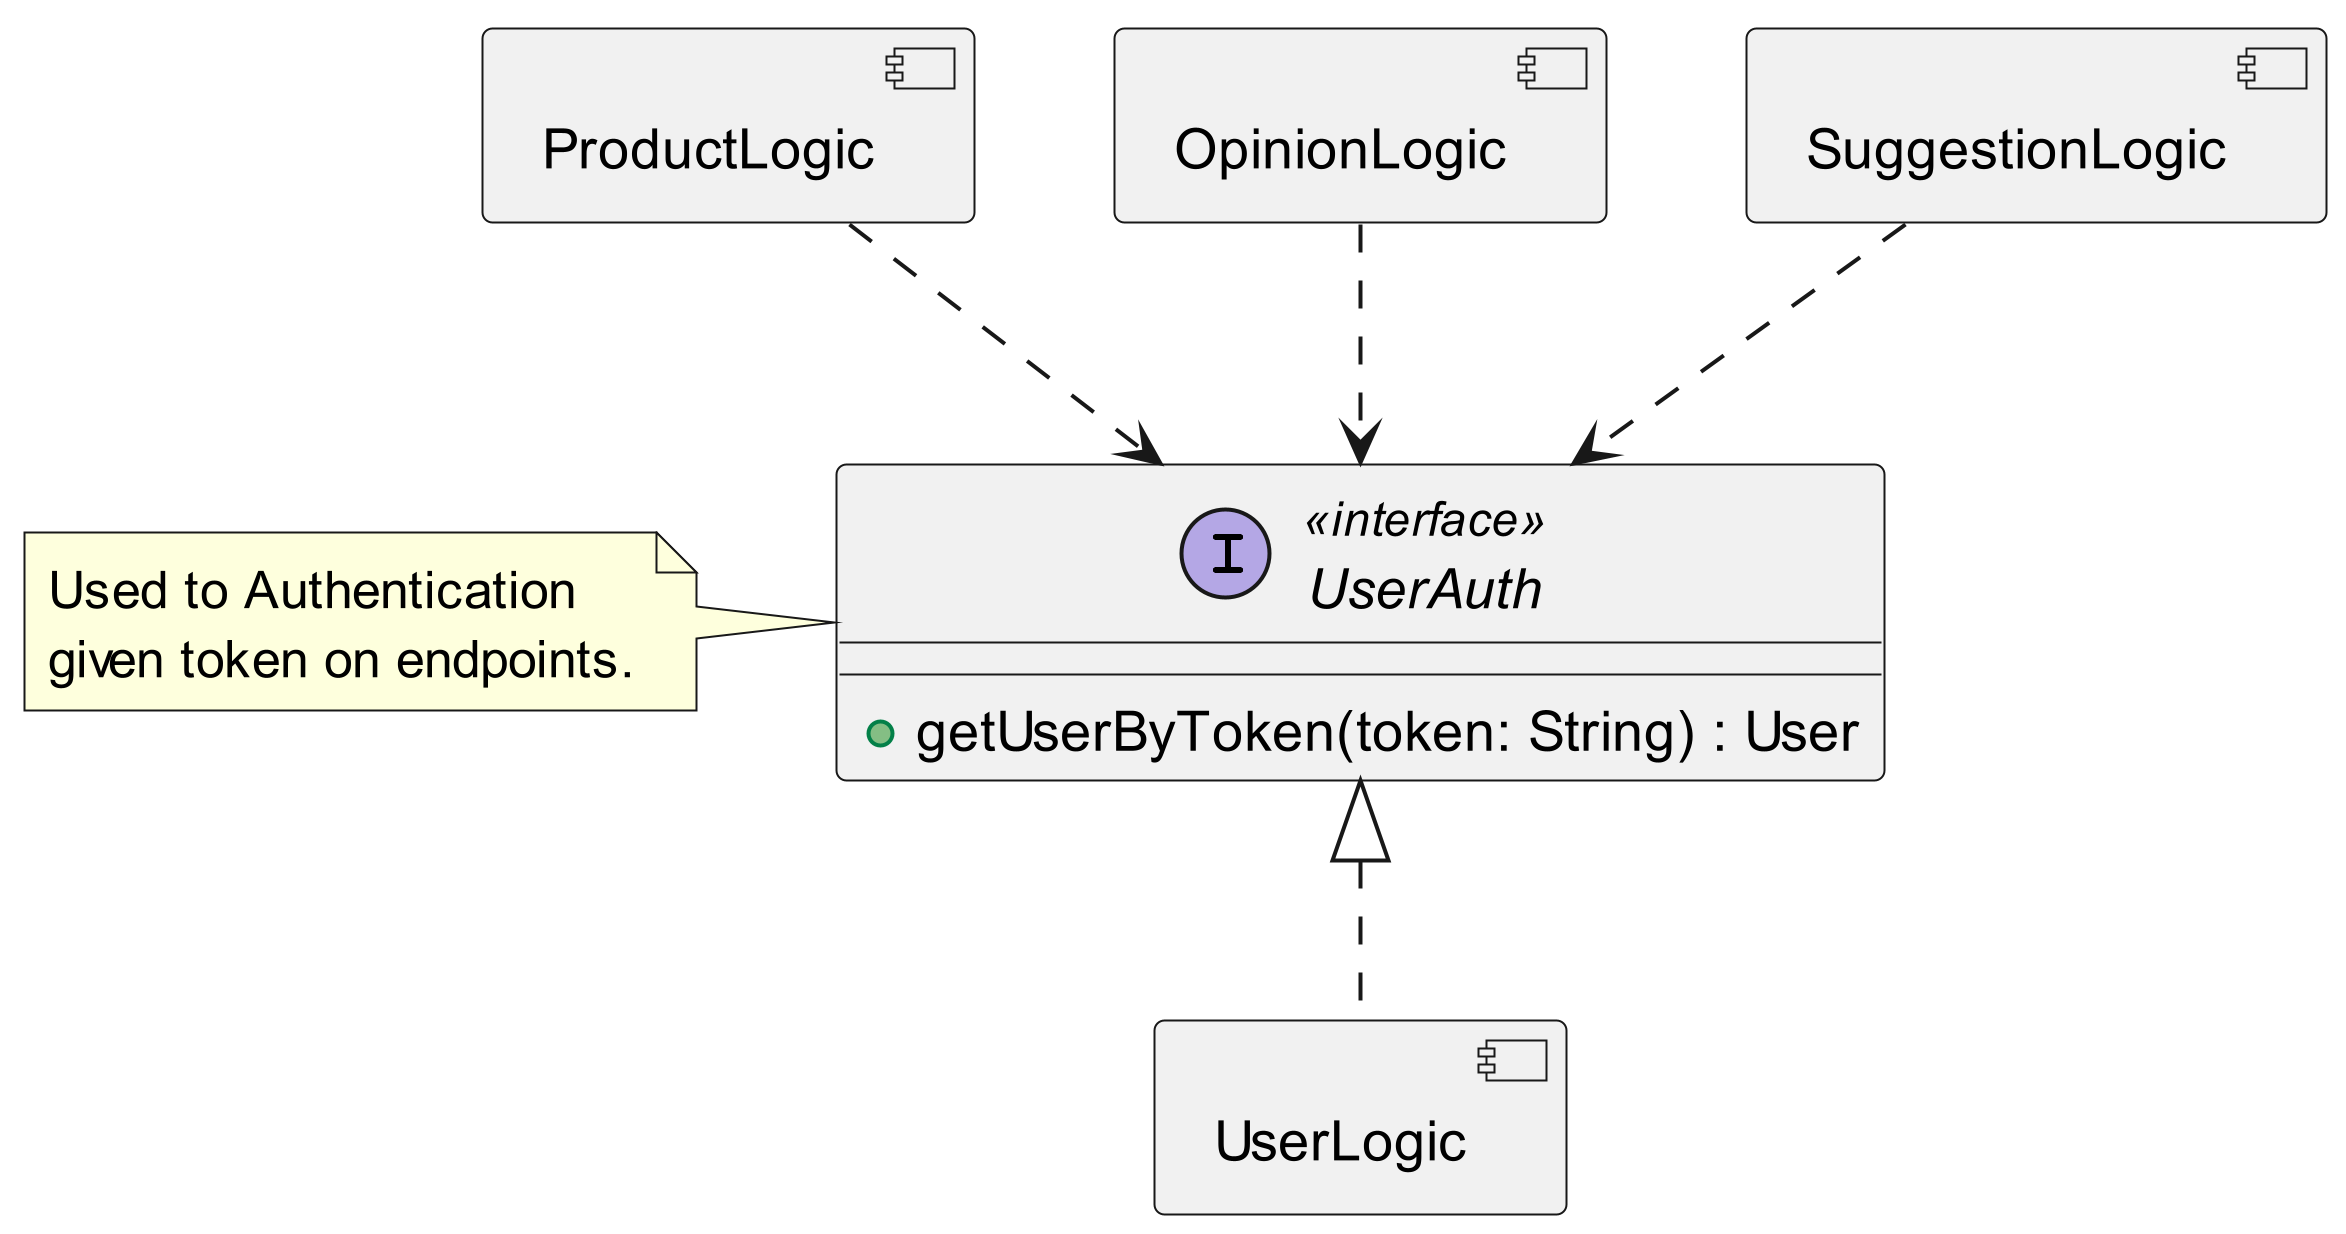 ProductLogic
OpinionLogic
SuggestionLogic
«interface»
I
UserAuth
Used to Authentication
given token on endpoints.
getUserByToken(token: String) : User
UserLogic